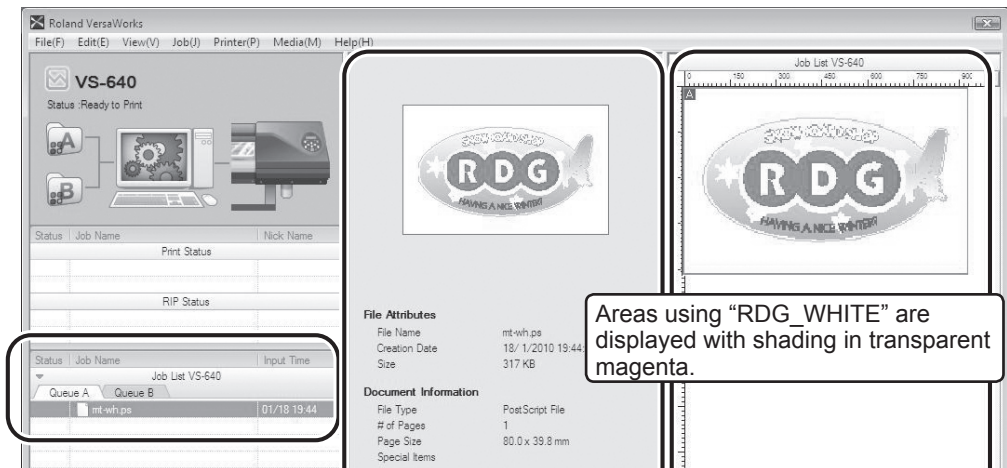 Roland VersaWorks
File(F) Edit(E) View(V) Job(J) Printer(P) Media(M) Help(H)
VS-640
Status :Ready to Print
A
B
Status Job Name Nick Name
Print Status
RIP Status
Status Job Name Input Time
Job List VS-640
Queue A Queue B
mt-wh.ps 01/18 19:44
RDG
HAVING A NICE WINTER!
File Attributes
File Name mt-wh.ps
Creation Date 18/ 1/2010 19:44:
Size 317 KB
Document Information
File Type PostScript File
# of Pages 1
Page Size 80.0 x 39.8 mm
Special Items
Job List VS-640
0 150 300 450 600 750 900
A
RDG
HAVING A NICE WINTER!
Areas using “RDG_WHITE” are
displayed with shading in transparent
magenta.